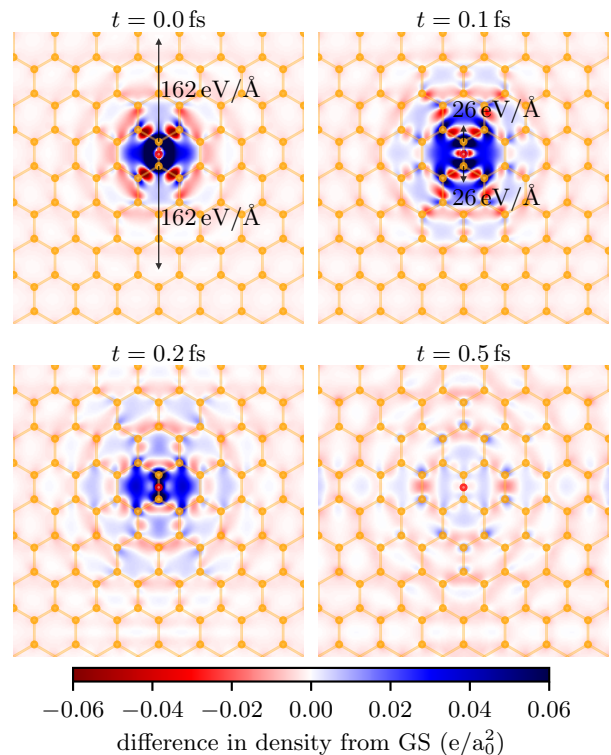 t = 0.0 fs
t = 0.1 fs
162 eV/Å
26 eV/Å
26 eV/Å
162 eV/Å
t = 0.2 fs
t = 0.5 fs
−0.06 −0.04 −0.02 0.00 0.02 0.04 0.06
difference in density from GS (e/a₀²)